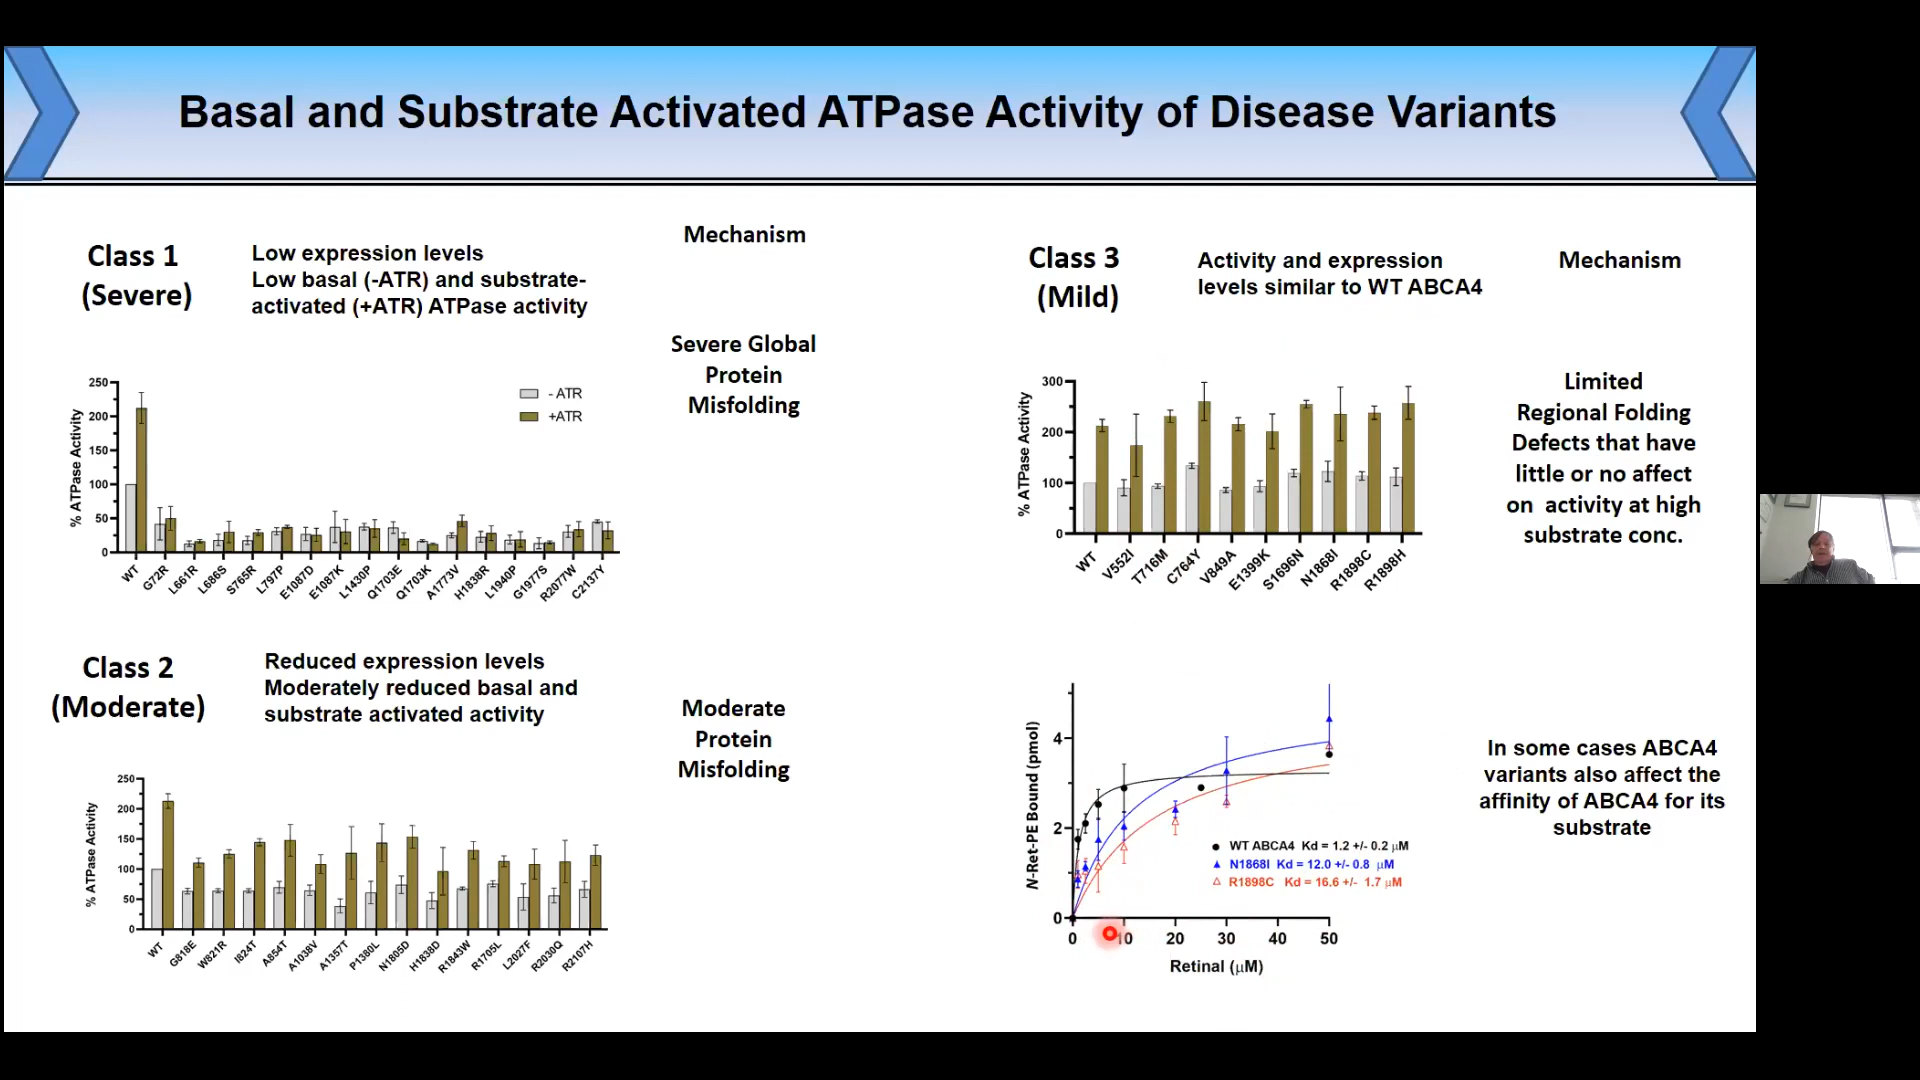 Basal and Substrate Activated ATPase Activity of Disease Variants
Class 1
(Severe)
Low expression levels
Low basal (-ATR) and substrate-
activated (+ATR) ATPase activity
Mechanism
Severe Global
Protein
Misfolding
% ATPase Activity
250
200
150
100
50
0
- ATR
+ATR
WT
G72R
L661R
L686S
S765R
L797P
E1087D
E1087K
L1430P
Q1703E
Q1703K
A1773V
H1838R
L1940P
G1977S
R2077W
C2137Y
Class 2
(Moderate)
Reduced expression levels
Moderately reduced basal and
substrate activated activity
Moderate
Protein
Misfolding
% ATPase Activity
250
200
150
100
50
0
WT
G818E
W821R
I824T
A854T
A1038V
A1357T
P1380L
N1805D
H1838D
R1843W
R1705L
L2027F
R2030Q
R2107H
Class 3
(Mild)
Activity and expression
levels similar to WT ABCA4
Mechanism
Limited
Regional Folding
Defects that have
little or no affect
on activity at high
substrate conc.
% ATPase Activity
300
200
100
0
WT
V552I
T716M
C764Y
V849A
E1399K
S1696N
N1868I
R1898C
R1898H
N-Ret-PE Bound (pmol)
4
2
0
WT ABCA4 Kd = 1.2 +/- 0.2 μM
N1868I Kd = 12.0 +/- 0.8 μM
R1898C Kd = 16.6 +/- 1.7 μM
0 10 20 30 40 50
Retinal (μM)
In some cases ABCA4
variants also affect the
affinity of ABCA4 for its
substrate